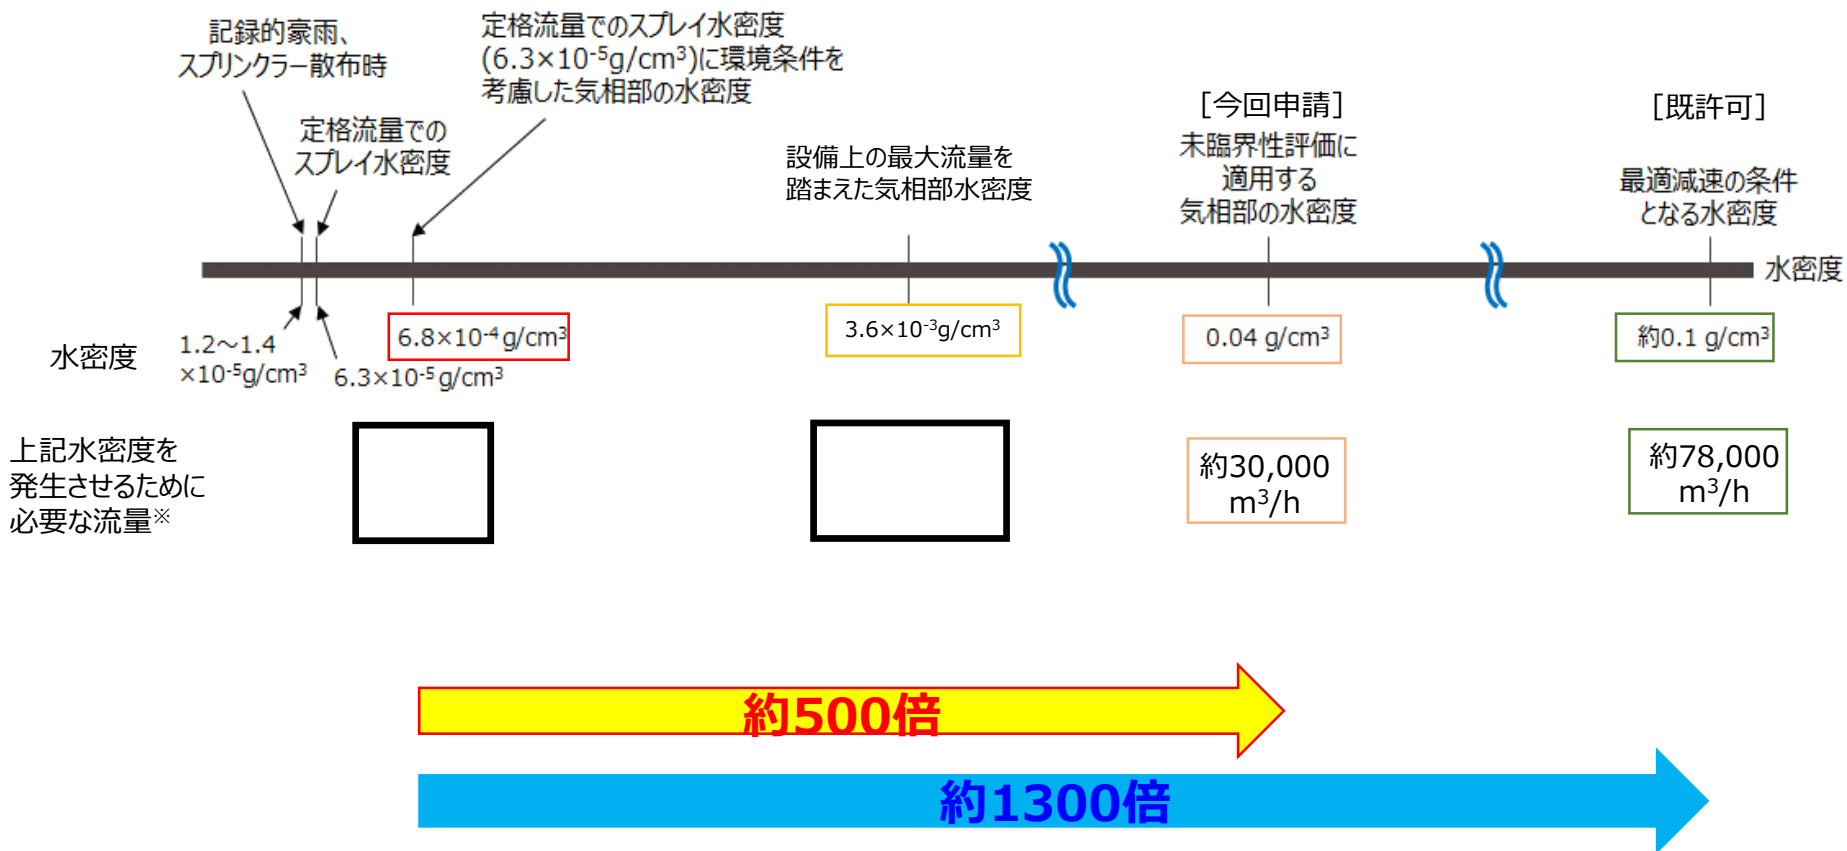 記録的豪雨、
スプリンクラー散布時
定格流量での
スプレイ水密度
定格流量でのスプレイ水密度
(6.3×10⁻⁵g/cm³)に環境条件を
考慮した気相部の水密度
設備上の最大流量を
踏まえた気相部水密度
[今回申請]
未臨界性評価に
適用する
気相部の水密度
[既許可]
最適減速の条件
となる水密度
水密度
水密度
1.2～1.4
×10⁻⁵g/cm³
6.3×10⁻⁵g/cm³
6.8×10⁻⁴g/cm³
3.6×10⁻³g/cm³
0.04 g/cm³
約0.1 g/cm³
上記水密度を
発生させるために
必要な流量※
約30,000
m³/h
約78,000
m³/h
約500倍
約1300倍